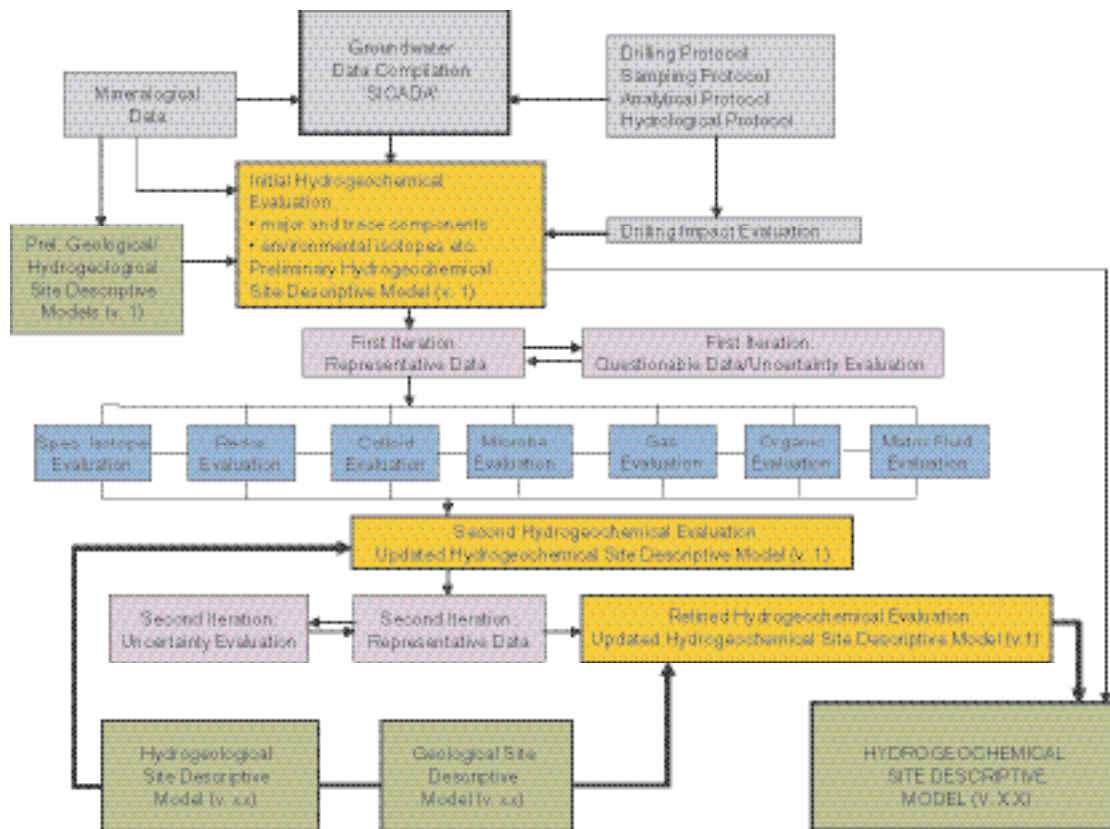 Groundwater
Data Compilation
'SICADA'
Drilling Protocol
Sampling Protocol
Analytical Protocol
Hydrological Protocol
Mineralogical
Data
Initial Hydrogeochemical
Evaluation
• major and trace components
• environmental isotopes etc.
Preliminary Hydrogeochemical
Site Descriptive Model (v. 1)
Drilling Impact Evaluation
Prel. Geological/
Hydrogeological
Site Descriptive
Models (v. 1)
First Iteration:
Representative Data
First Iteration:
Questionable Data/Uncertainty Evaluation
Spec. Isotope
Evaluation
Redox
Evaluation
Colloid
Evaluation
Microbe
Evaluation
Gas
Evaluation
Organic
Evaluation
Matrix Fluid
Evaluation
Second Hydrogeochemical Evaluation
Updated Hydrogeochemical Site Descriptive Model (v. 1)
Second Iteration:
Uncertainty Evaluation
Second Iteration:
Representative Data
Refined Hydrogeochemical Evaluation
Updated Hydrogeochemical Site Descriptive Model (v.1)
Hydrogeological
Site Descriptive
Model (v. xx)
Geological Site
Descriptive
Model (v. xx)
HYDROGEOCHEMICAL
SITE DESCRIPTIVE
MODEL (V. XX)